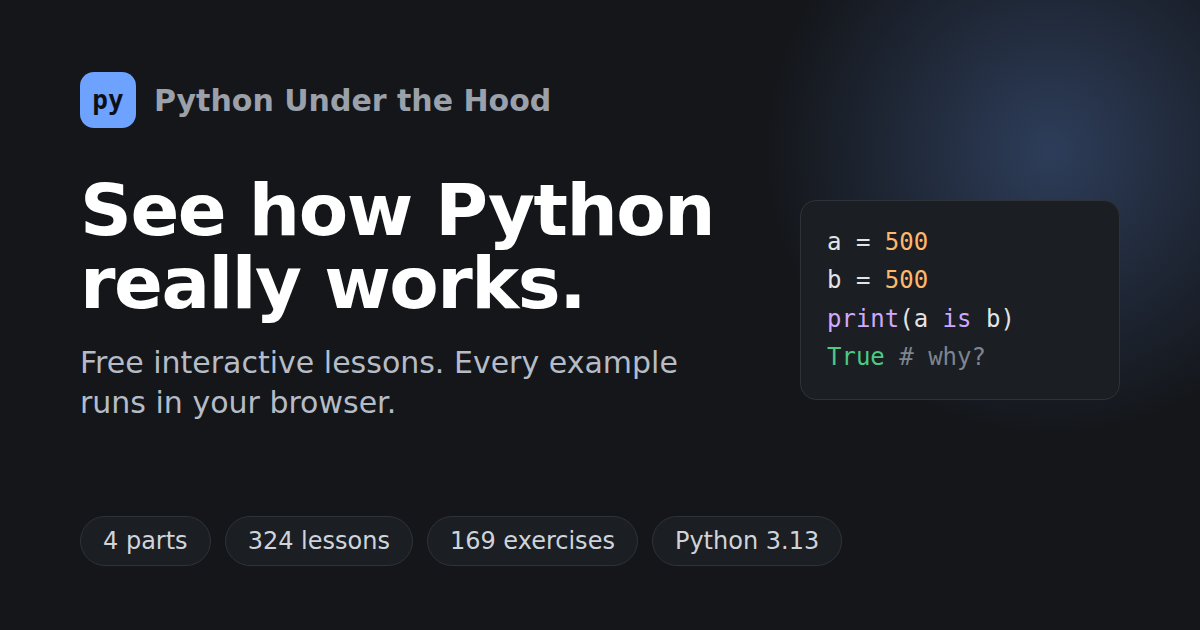 py
Python Under the Hood
See how Python
really works.
Free interactive lessons. Every example
runs in your browser.
a = 500
b = 500
print(a is b)
True # why?
4 parts
324 lessons
169 exercises
Python 3.13